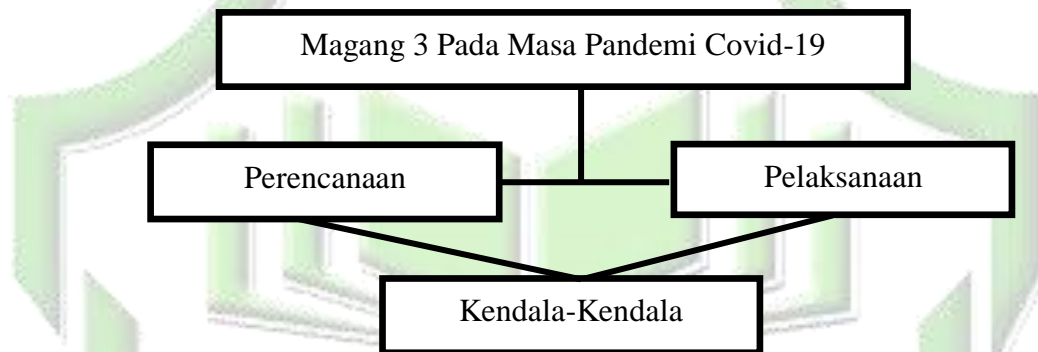 Magang 3 Pada Masa Pandemi Covid-19
Perencanaan
Pelaksanaan
Kendala-Kendala